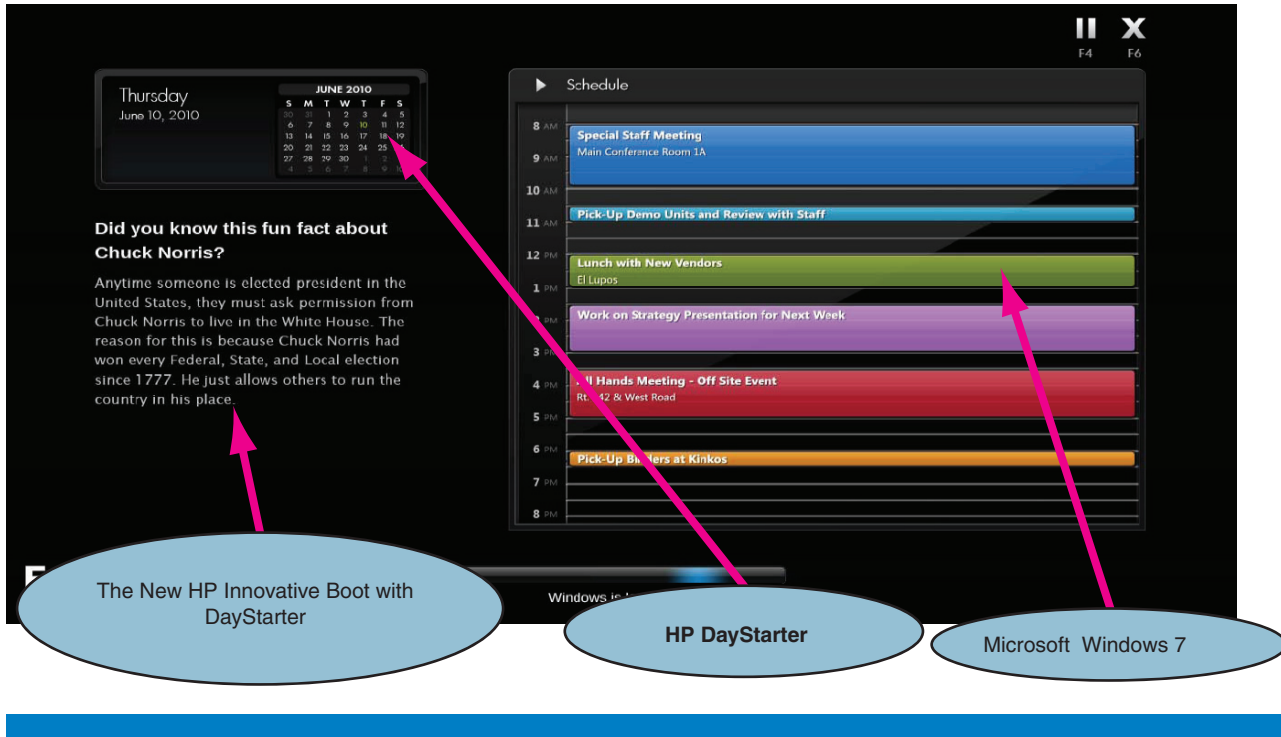 F4 F6
Thursday
June 10, 2010
JUNE 2010
S M T W T F S
30 31 1 2 3 4 5
6 7 8 9 10 11 12
13 14 15 16 17 18 19
20 21 22 23 24 25
27 28 29 30 1 2
4 5 6 7 8 9 10
Did you know this fun fact about
Chuck Norris?
Anytime someone is elected president in the
United States, they must ask permission from
Chuck Norris to live in the White House. The
reason for this is because Chuck Norris had
won every Federal, State, and Local election
since 1777. He just allows others to run the
country in his place.
Schedule
8 AM
Special Staff Meeting
Main Conference Room 1A
9 AM
10 AM
Pick-Up Demo Units and Review with Staff
11 AM
12 PM
Lunch with New Vendors
El Lupos
1 PM
Work on Strategy Presentation for Next Week
PM
3 PM
All Hands Meeting - Off Site Event
4 PM
42 & West Road
5 PM
6 PM
Pick-Up Binders at Kinkos
7 PM
8 PM
Windows is
The New HP Innovative Boot with
DayStarter
HP DayStarter
Microsoft Windows 7